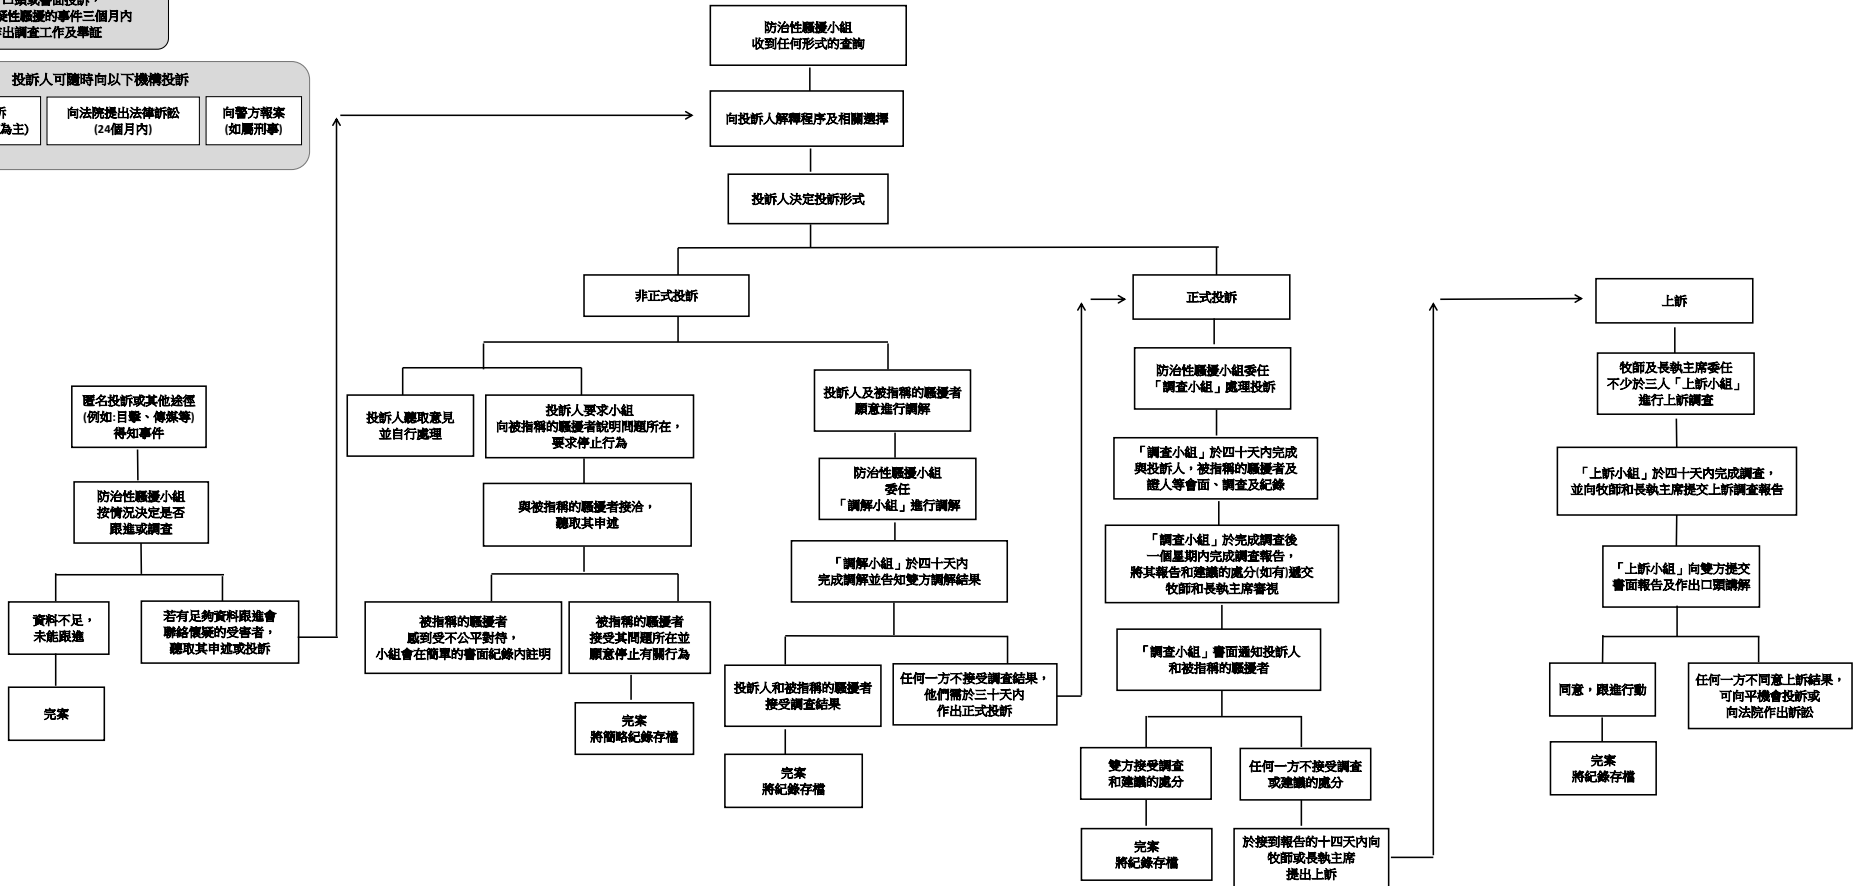 口頭或書面投訴，
疑性騷擾的事件三個月內
出調查工作及舉証
投訴人可隨時向以下機構投訴
訴
為主)
向法院提出法律訴訟
(24個月內)
向警方報案
(如屬刑事)
防治性騷擾小組
收到任何形式的查詢
向投訴人解釋程序及相關選擇
投訴人決定投訴形式
非正式投訴
正式投訴
上訴
匿名投訴或其他途徑
(例如:目擊、傳媒等)
得知事件
防治性騷擾小組
按情況決定是否
跟進或調查
資料不足，
未能跟進
完案
若有足夠資料跟進會
聯絡懷疑的受害者，
聽取其申述或投訴
投訴人聽取意見
並自行處理
投訴人要求小組
向被指稱的騷擾者說明問題所在，
要求停止行為
與被指稱的騷擾者接洽，
聽取其申述
被指稱的騷擾者
感到受不公平對待，
小組會在簡單的書面紀錄內註明
被指稱的騷擾者
接受其問題所在並
願意停止有關行為
完案
將簡略紀錄存檔
投訴人及被指稱的騷擾者
願意進行調解
防治性騷擾小組
委任
「調解小組」進行調解
「調解小組」於四十天內
完成調解並告知雙方調解結果
投訴人和被指稱的騷擾者
接受調查結果
完案
將紀錄存檔
任何一方不接受調查結果，
他們需於三十天內
作出正式投訴
防治性騷擾小組委任
「調查小組」處理投訴
「調查小組」於四十天內完成
與投訴人，被指稱的騷擾者及
證人等會面、調查及紀錄
「調查小組」於完成調查後
一個星期內完成調查報告，
將其報告和建議的處分(如有)遞交
牧師和長執主席審視
「調查小組」書面通知投訴人
和被指稱的騷擾者
雙方接受調查
和建議的處分
完案
將紀錄存檔
任何一方不接受調查
或建議的處分
於接到報告的十四天內向
牧師或長執主席
提出上訴
牧師及長執主席委任
不少於三人「上訴小組」
進行上訴調查
「上訴小組」於四十天內完成調查，
並向牧師和長執主席提交上訴調查報告
「上訴小組」向雙方提交
書面報告及作出口頭講解
同意，跟進行動
完案
將紀錄存檔
任何一方不同意上訴結果，
可向平機會投訴或
向法院作出訴訟